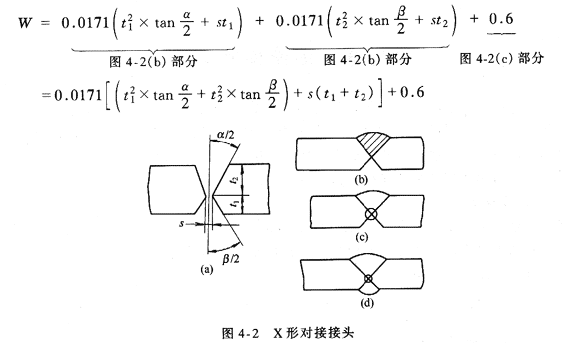 W = 0.0171(t₁² × tan α/2 + st₁) + 0.0171(t₂² × tan β/2 + st₂) + 0.6
图 4-2(b) 部分 图 4-2(b) 部分 图 4-2(c) 部分
=0.0171[(t₁² × tan α/2 + t₂² × tan β/2) + s(t₁ + t₂)] + 0.6
α/2
t₂
t₁
s
β/2
(a)
(b)
(c)
(d)
图 4-2 X 形对接接头